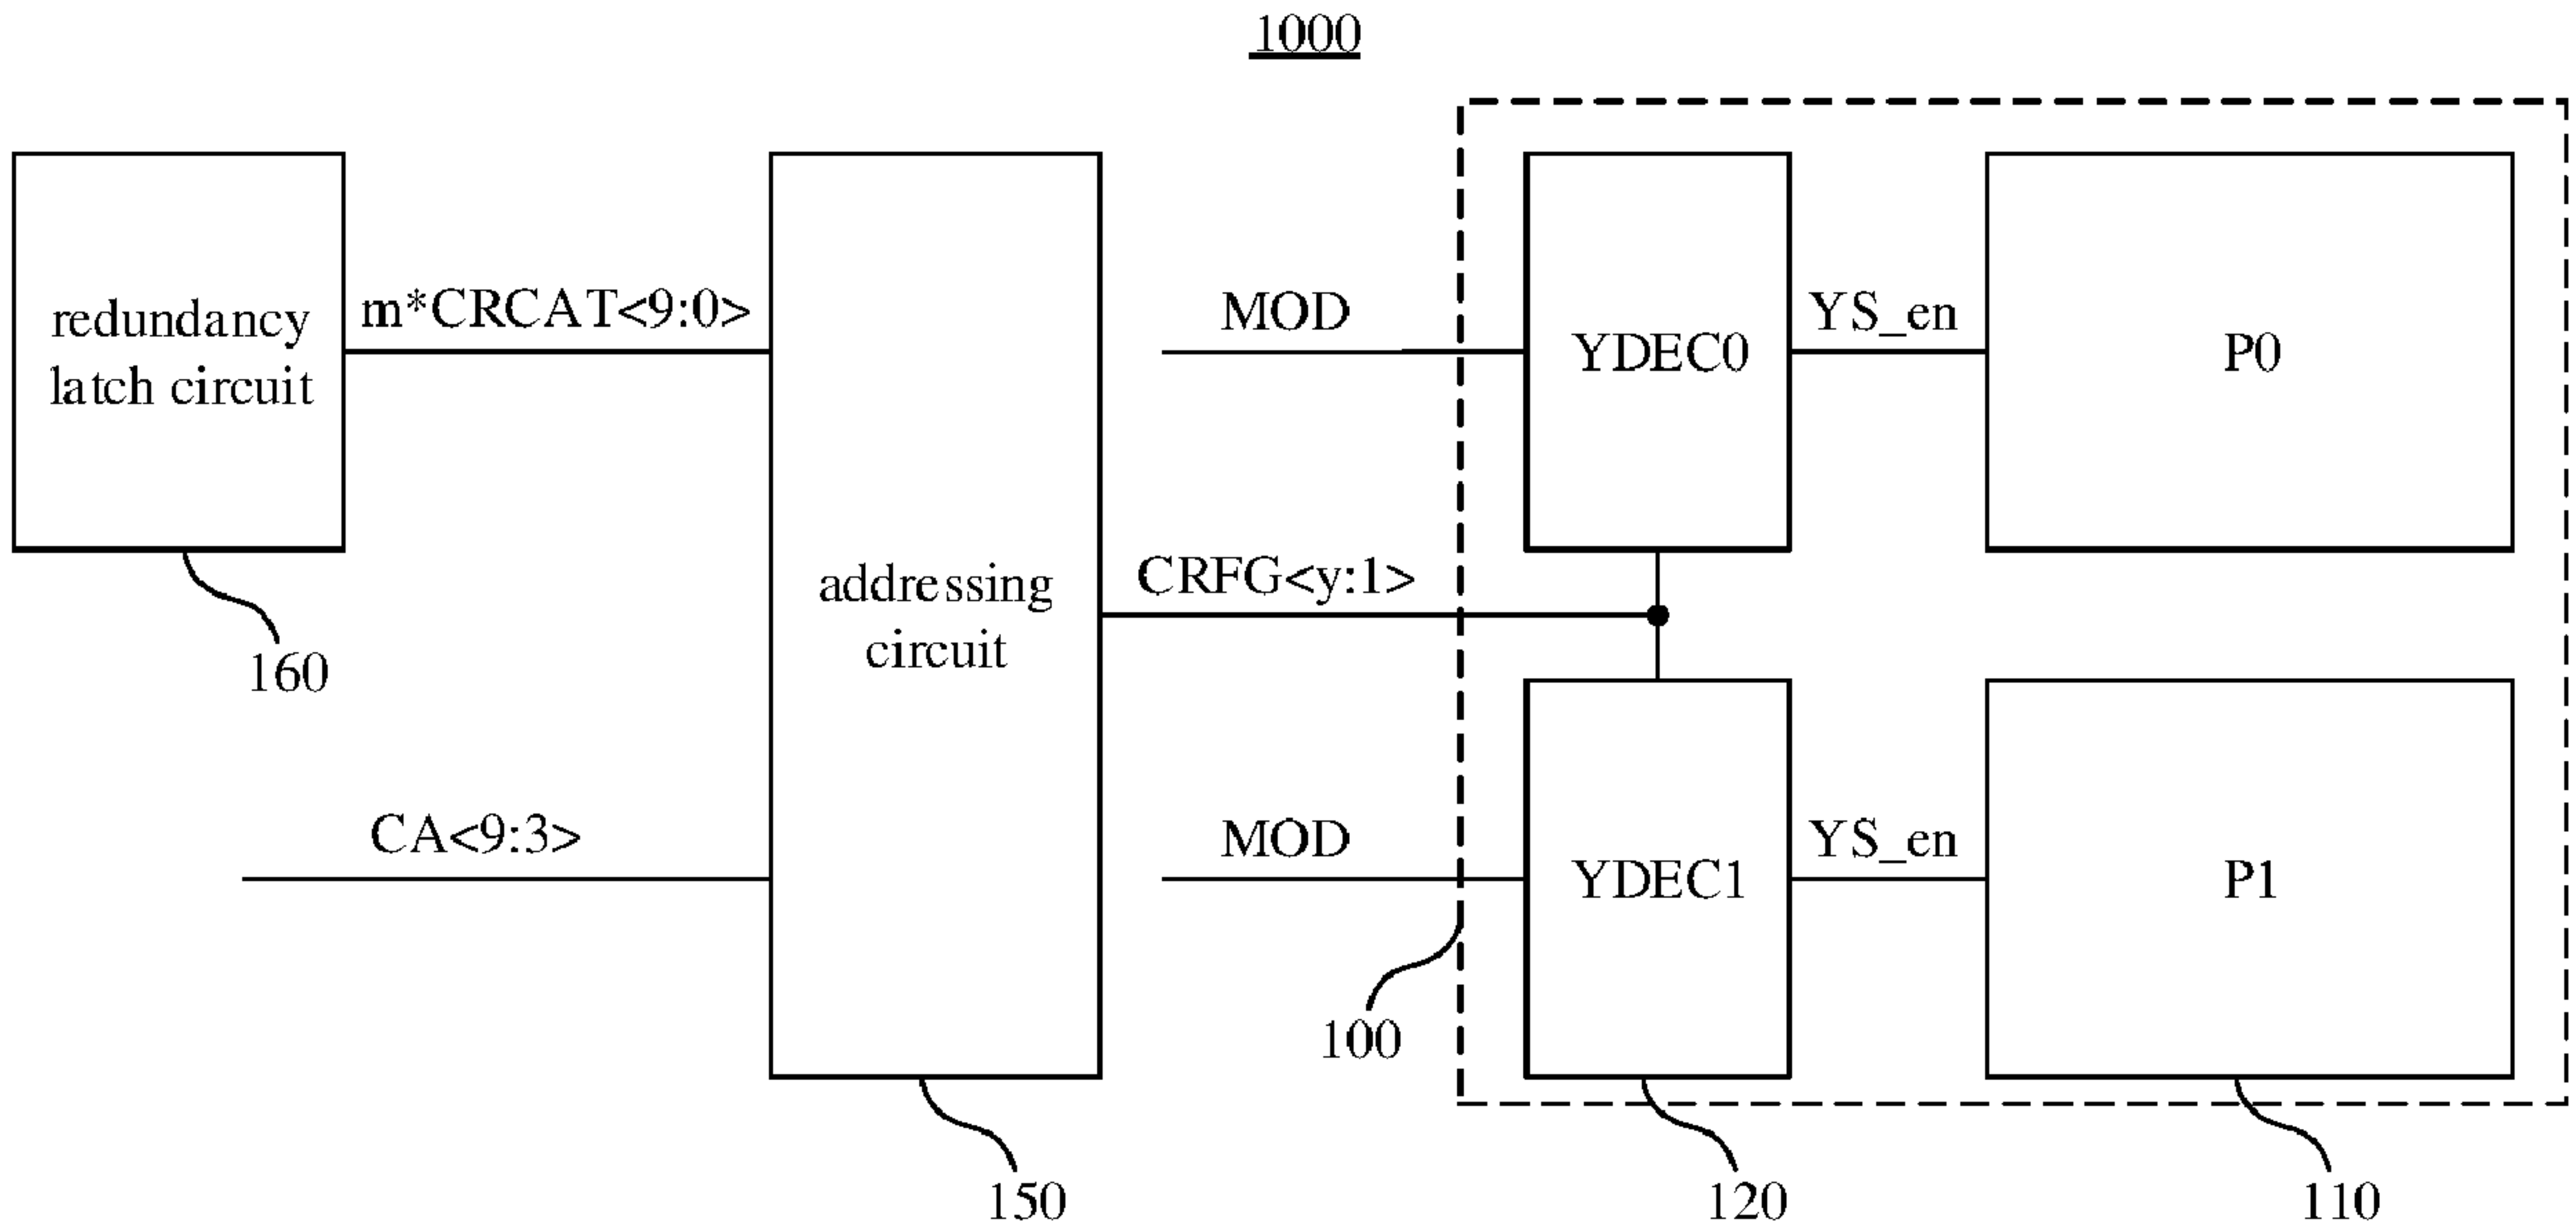 1000
redundancy
latch circuit
m*CRCAT<9:0>
MOD
YDEC0
YS_en
P0
addressing
circuit
CRFG<y:1>
160
CA<9:3>
MOD
YDEC1
YS_en
P1
100
150
120
110